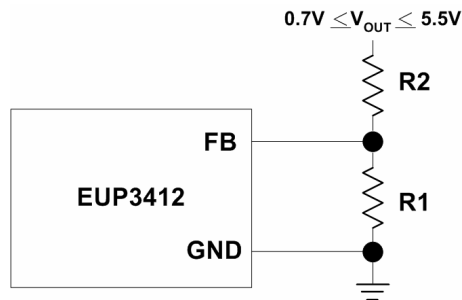 0.7V ≤VOUT ≤ 5.5V
R2
FB
EUP3412
R1
GND